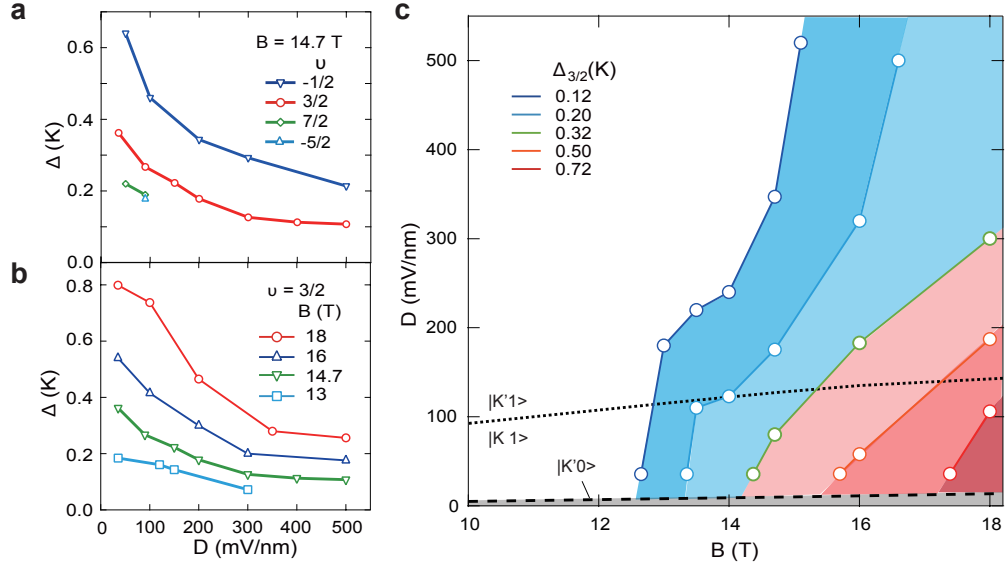 a
B = 14.7 T
υ
-1/2
3/2
7/2
-5/2
0.6
0.4
0.2
0.0
Δ (K)
b
υ = 3/2
B (T)
18
16
14.7
13
0.8
0.6
0.4
0.2
0.0
Δ (K)
0 100 200 300 400 500
D (mV/nm)
c
Δ3/2(K)
0.12
0.20
0.32
0.50
0.72
500
400
300
200
100
0
D (mV/nm)
|K'1>
|K 1>
|K'0>
10 12 14 16 18
B (T)